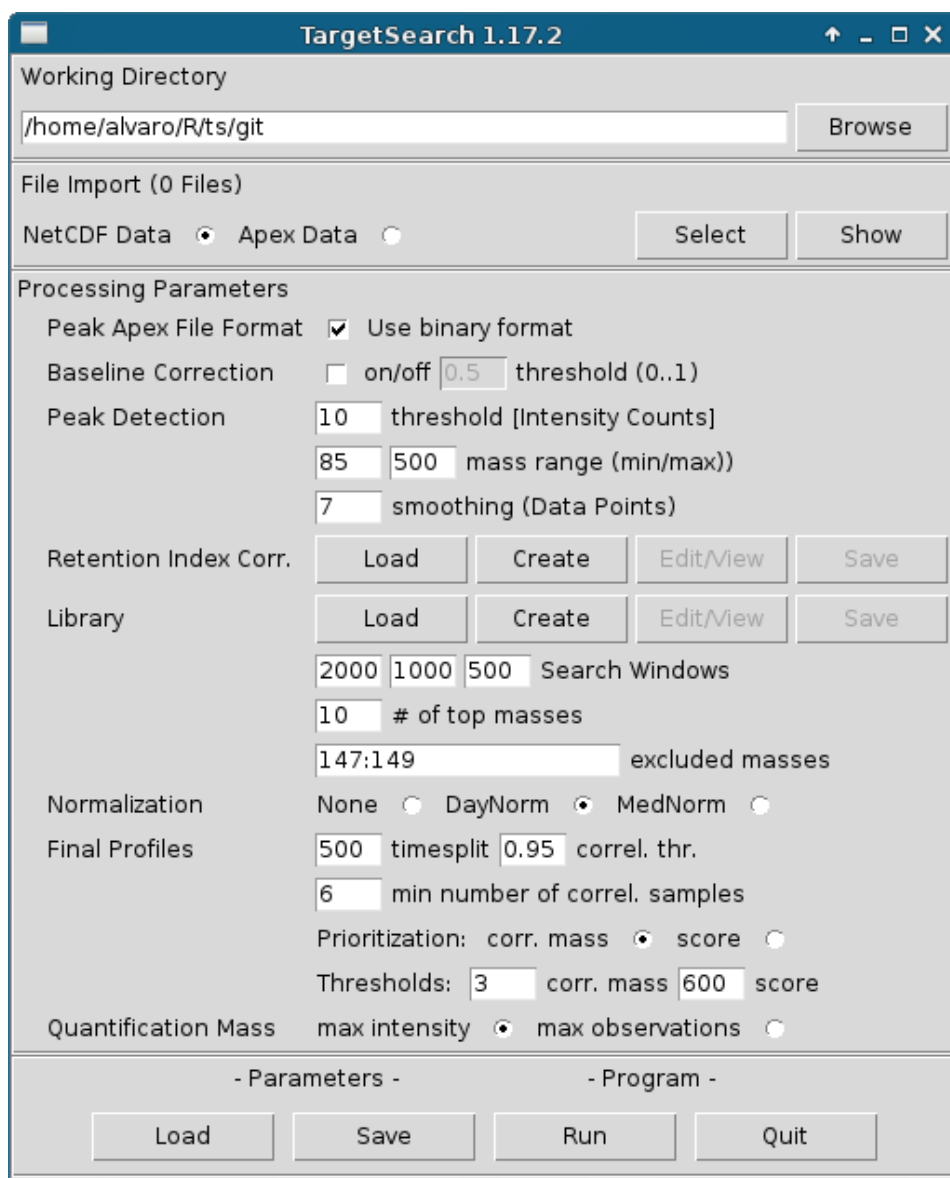 TargetSearch 1.17.2
Working Directory
/home/alvaro/R/ts/git Browse
File Import (0 Files)
NetCDF Data Apex Data Select Show
Processing Parameters
Peak Apex File Format Use binary format
Baseline Correction on/off 0.5 threshold (0..1)
Peak Detection 10 threshold [Intensity Counts]
85 500 mass range (min/max))
7 smoothing (Data Points)
Retention Index Corr. Load Create Edit/View Save
Library Load Create Edit/View Save
2000 1000 500 Search Windows
10 # of top masses
147:149 excluded masses
Normalization None DayNorm MedNorm
Final Profiles 500 timesplit 0.95 correl. thr.
6 min number of correl. samples
Prioritization: corr. mass score
Thresholds: 3 corr. mass 600 score
Quantification Mass max intensity max observations
- Parameters - - Program -
Load Save Run Quit